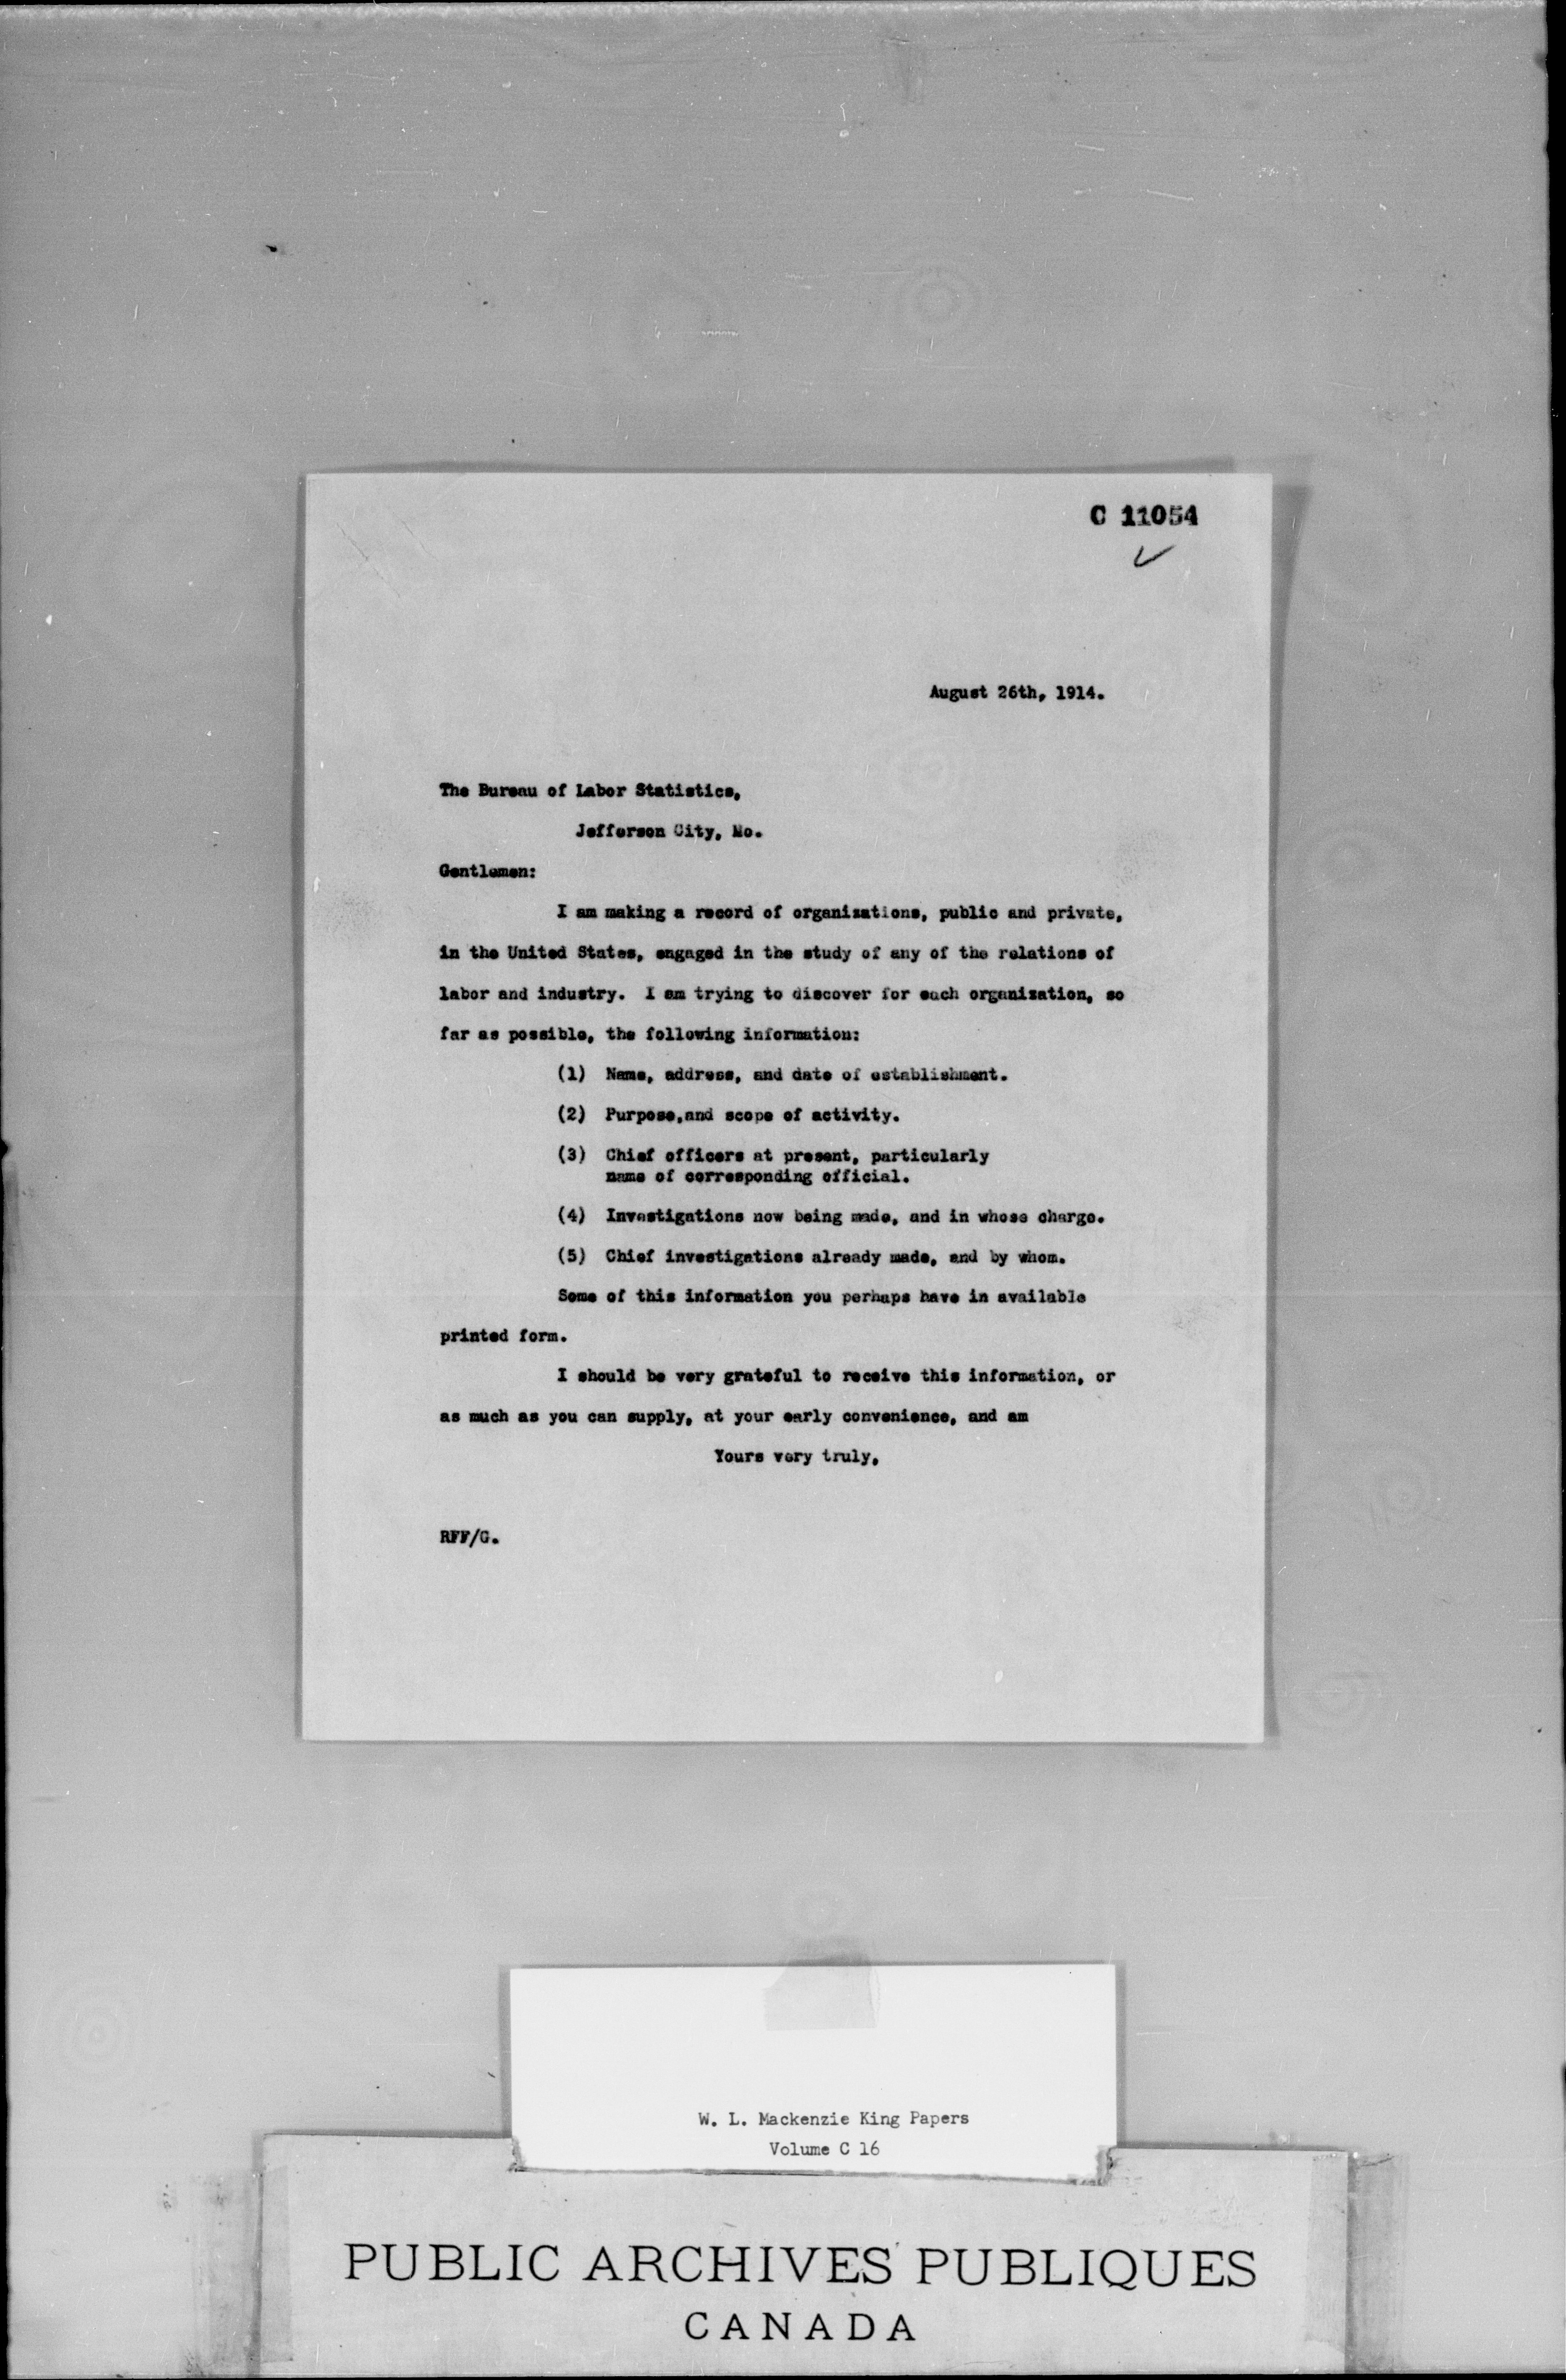 C 11054
August 26th, 1914.
The Bureau of Labor Statistics,
Jefferson City, Mo.
Gentlemen:
I am making a record of organizations, public and private,
in the United States, engaged in the study of any of the relations of
labor and industry. I am trying to discover for each organization, so
far as possible, the following information:
(1) Name, address, and date of establishment.
(2) Purpose,and scope of activity.
(3) Chief officers at present, particularly
name of corresponding official.
(4) Investigations now being made, and in whose charge.
(5) Chief investigations already made, and by whom.
Some of this information you perhaps have in available
printed form.
I should be very grateful to receive this information, or
as much as you can supply, at your early convenience, and am
Yours very truly,
RFF/G.
W. L. Mackenzie King Papers
Volume C 16
PUBLIC ARCHIVES PUBLIQUES
CANADA